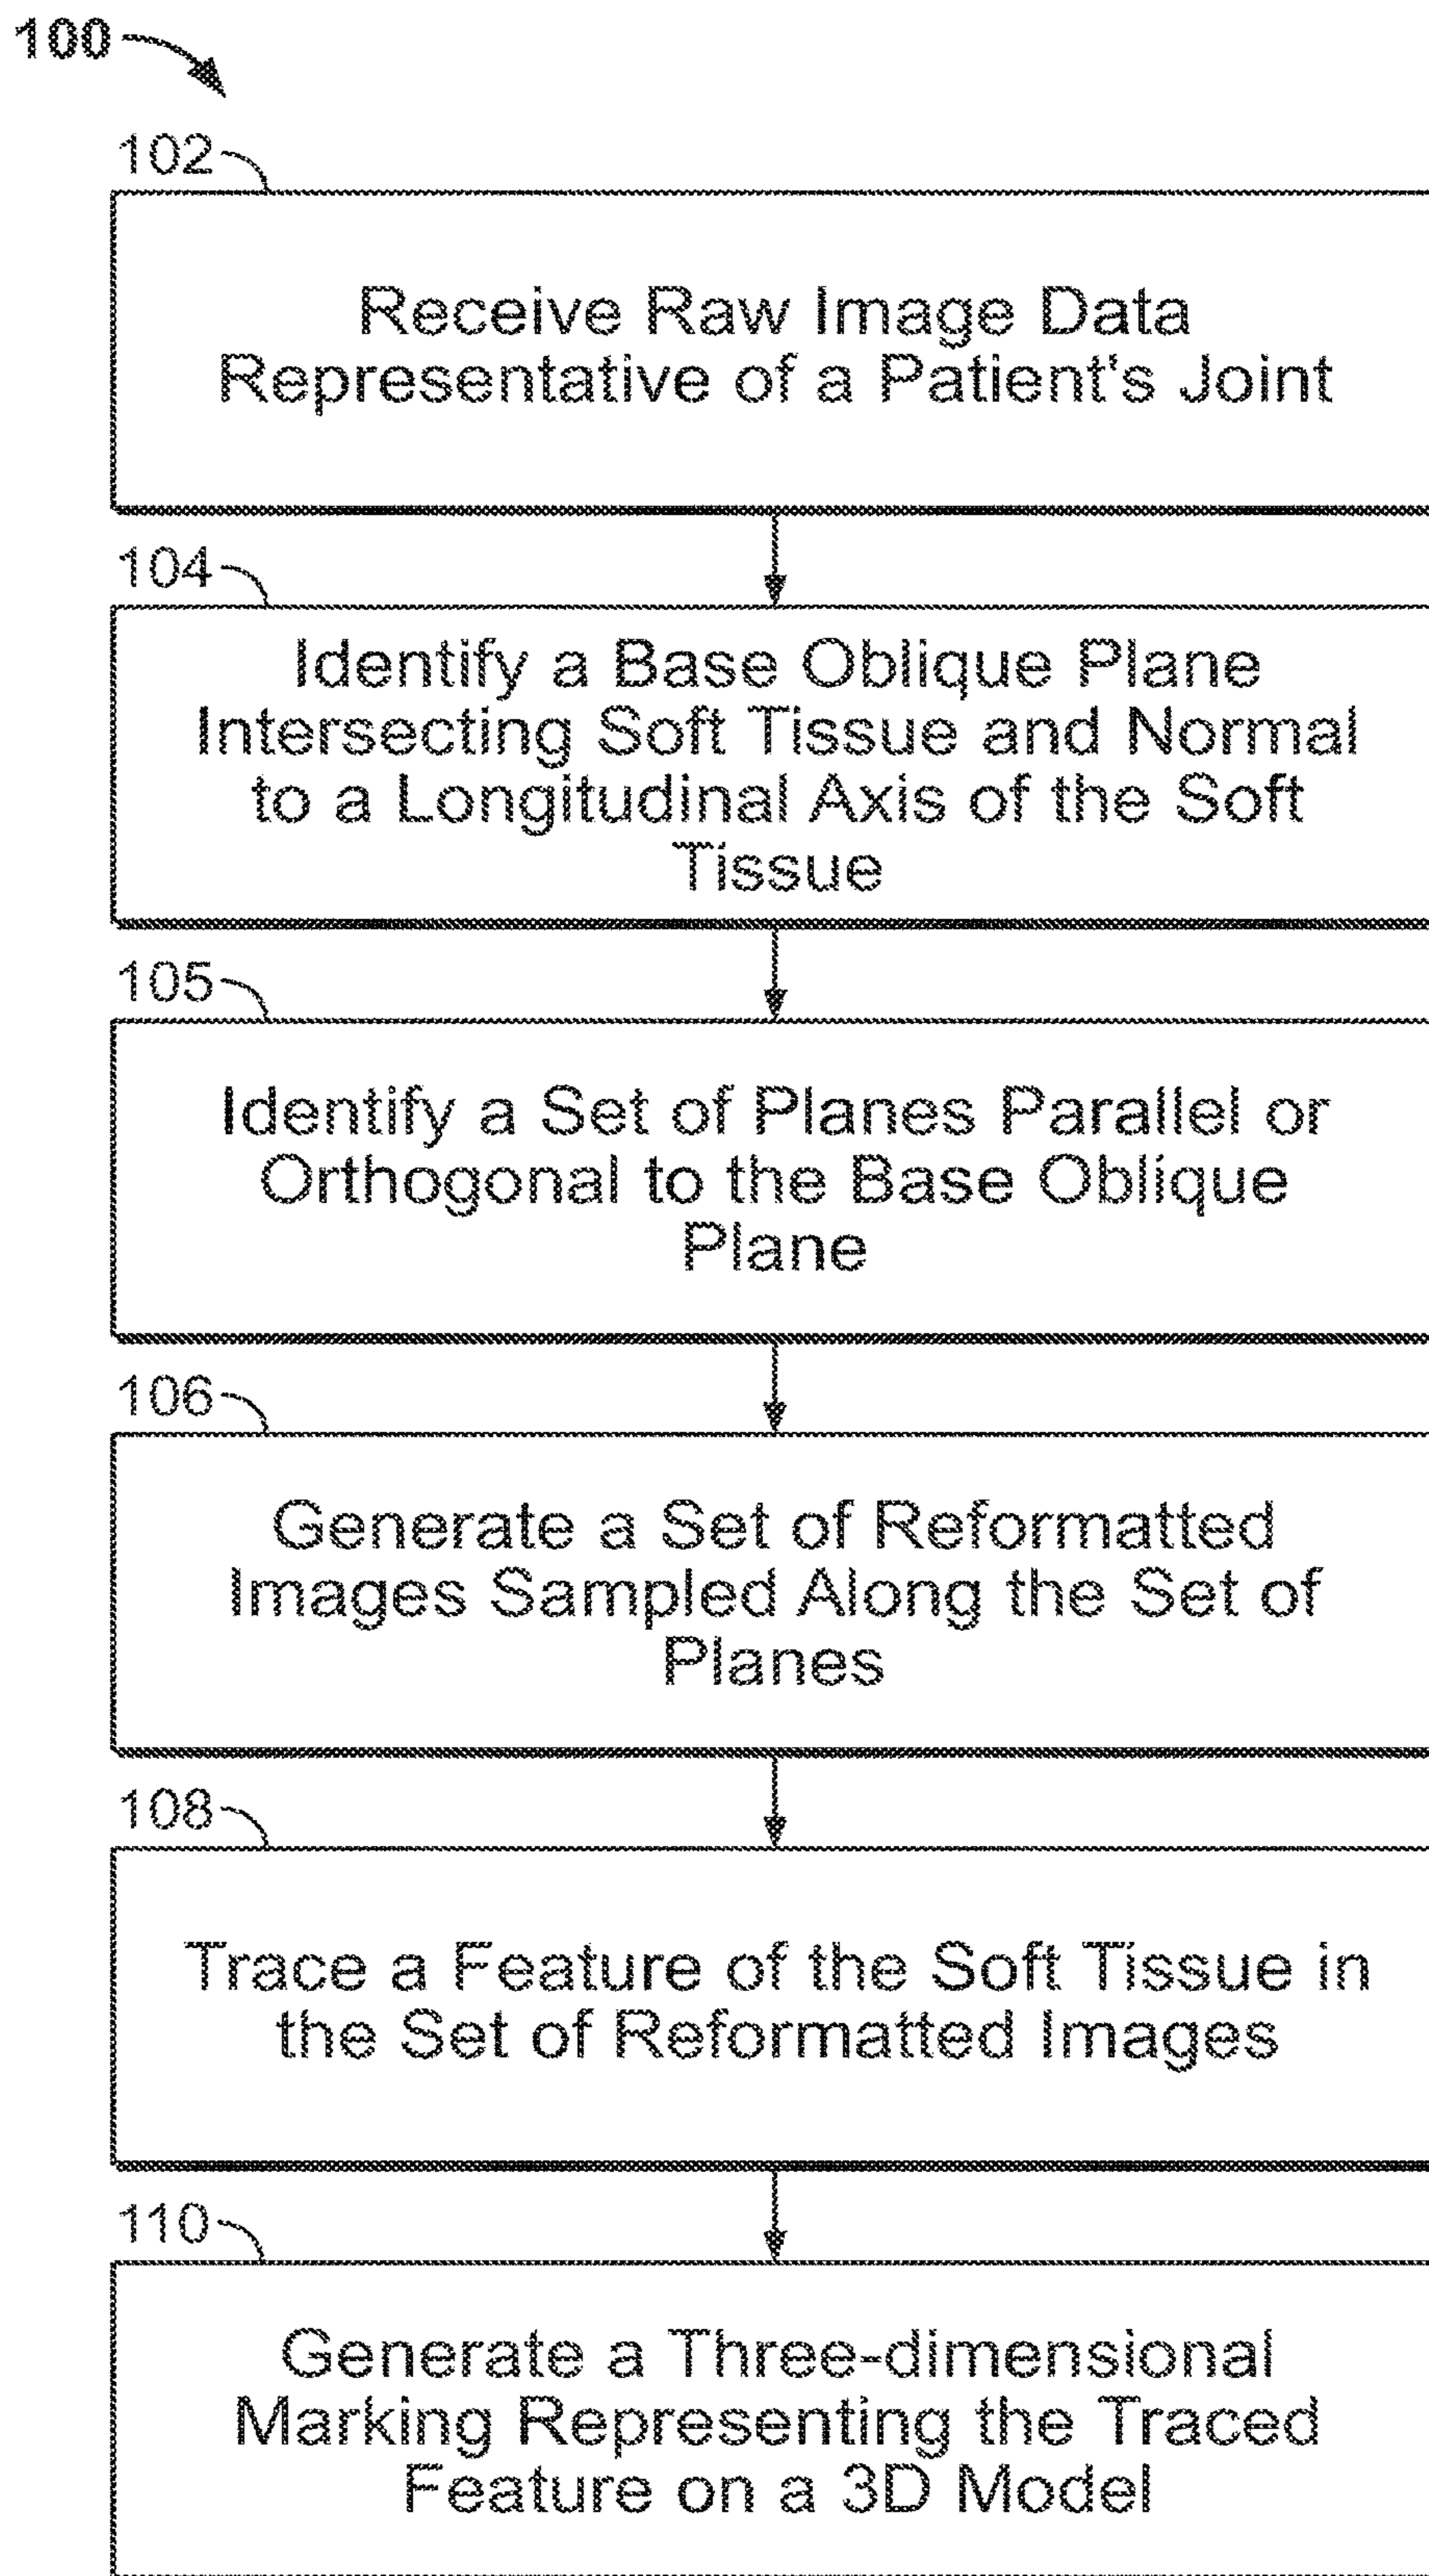 100
102
Receive Raw Image Data
Representative of a Patient's Joint
104
Identify a Base Oblique Plane
Intersecting Soft Tissue and Normal
to a Longitudinal Axis of the Soft
Tissue
105
Identify a Set of Planes Parallel or
Orthogonal to the Base Oblique
Plane
106
Generate a Set of Reformatted
Images Sampled Along the Set of
Planes
108
Trace a Feature of the Soft Tissue in
the Set of Reformatted Images
110
Generate a Three-dimensional
Marking Representing the Traced
Feature on a 3D Model